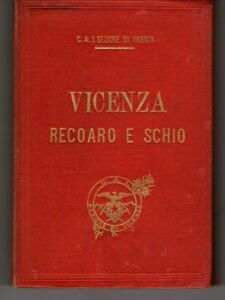 C. A. I. SEZIONE DI VICENZA
VICENZA
RECOARO E SCHIO
C. A. I.